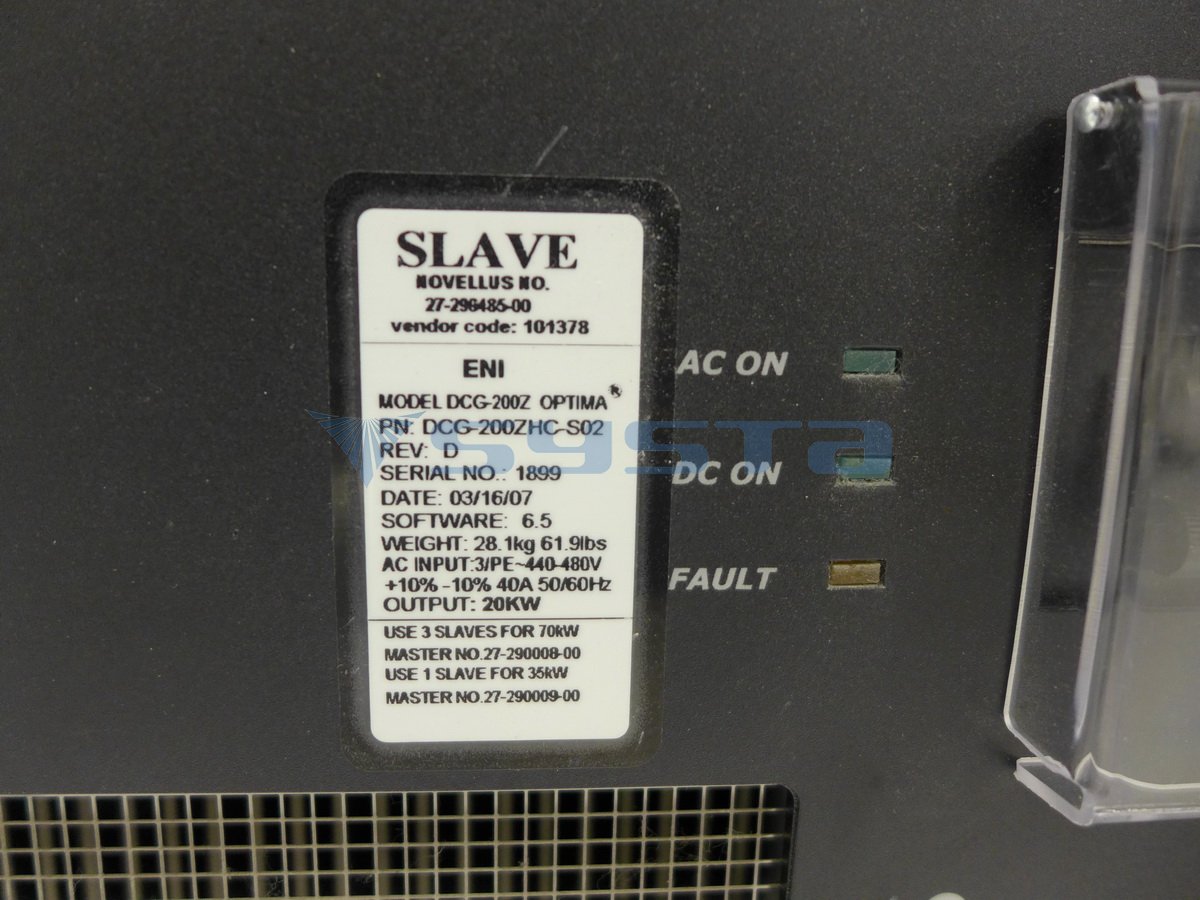 SLAVE
NOVELLUS NO.
27-296485-00
vendor code: 101378
ENI
MODEL DCG-200Z OPTIMA®
PN: DCG-200ZHC-S02
REV: D
SERIAL NO.: 1899
DATE: 03/16/07
SOFTWARE: 6.5
WEIGHT: 28.1kg 61.9lbs
AC INPUT:3/PE~440-480V
+10% -10% 40A 50/60Hz
OUTPUT: 20KW
USE 3 SLAVES FOR 70kW
MASTER NO.27-290008-00
USE 1 SLAVE FOR 35kW
MASTER NO.27-290009-00
AC ON
DC ON
FAULT
systa